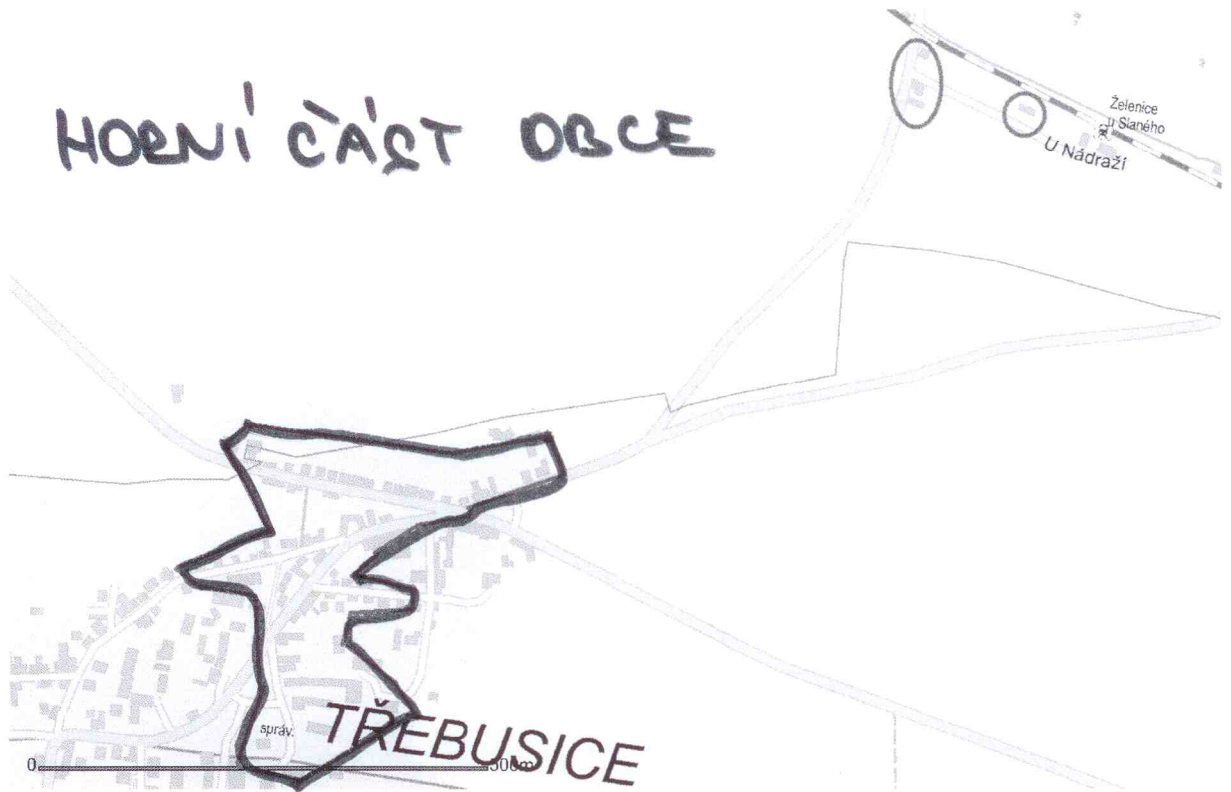 HORNÍ ČÁST OBCE
Želenice
u Slaného
U Nádraží
správ.
TŘEBUSICE
0 500m